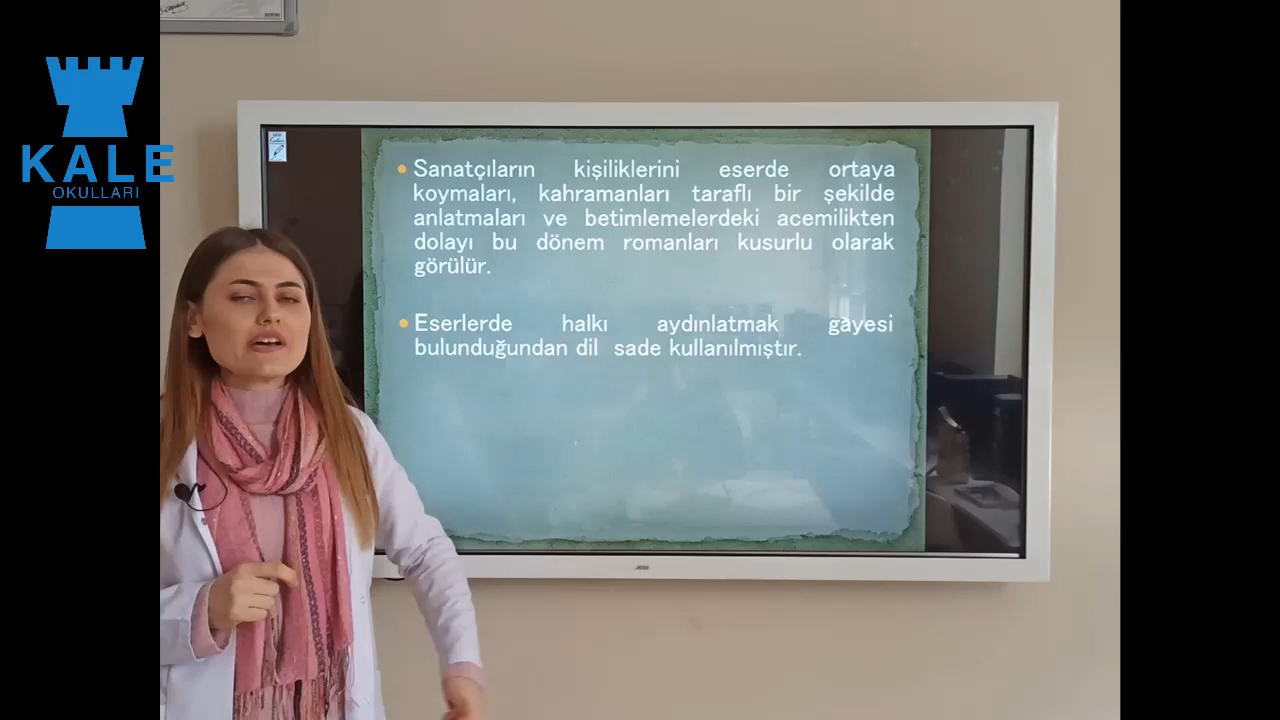 KALE
OKULLARI
Sanatçıların kişiliklerini eserde ortaya
koymaları, kahramanları taraflı bir şekilde
anlatmaları ve betimlemelerdeki acemilikten
dolayı bu dönem romanları kusurlu olarak
görülür.
Eserlerde halkı aydınlatmak gayesi
bulunduğundan dil sade kullanılmıştır.